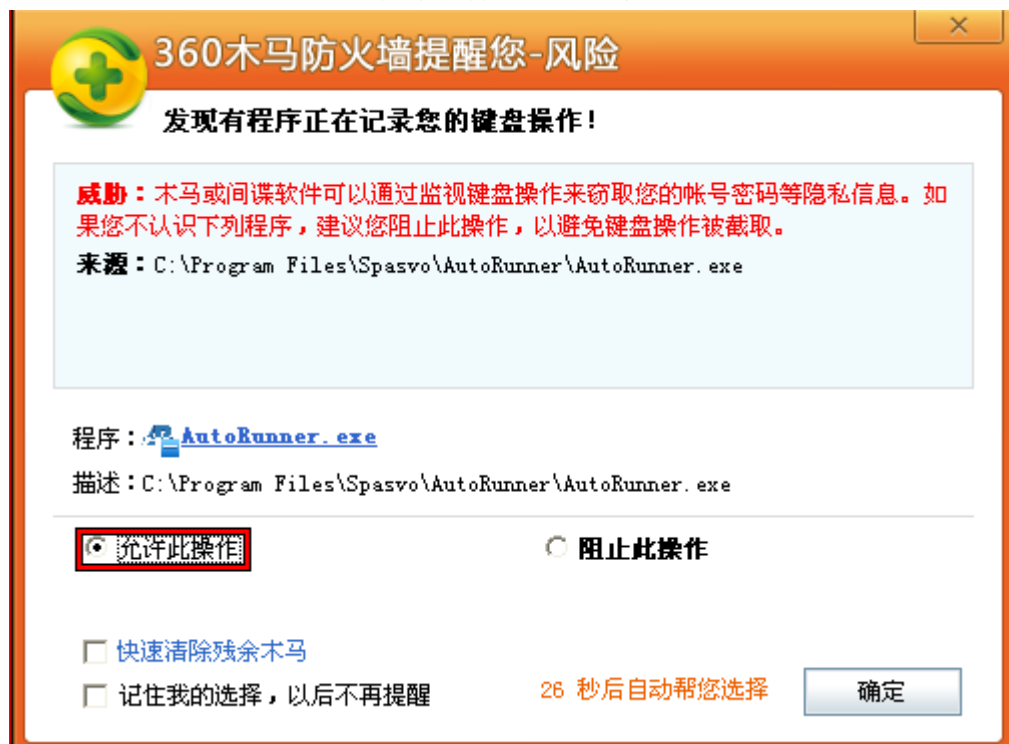 360木马防火墙提醒您-风险
发现有程序正在记录您的键盘操作！
威胁：木马或间谍软件可以通过监视键盘操作来窃取您的帐号密码等隐私信息。如
果您不认识下列程序，建议您阻止此操作，以避免键盘操作被截取。
来源：C:\Program Files\Spasvo\AutoRunner\AutoRunner.exe
程序：AutoRunner.exe
描述：C:\Program Files\Spasvo\AutoRunner\AutoRunner.exe
允许此操作 阻止此操作
快速清除残余木马
记住我的选择，以后不再提醒 26 秒后自动帮您选择 确定